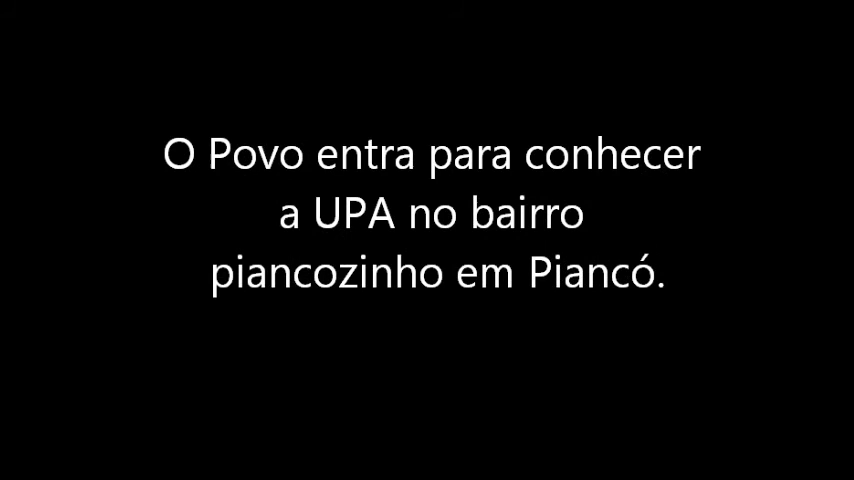 O Povo entra para conhecer
a UPA no bairro
piancozinho em Piancó.